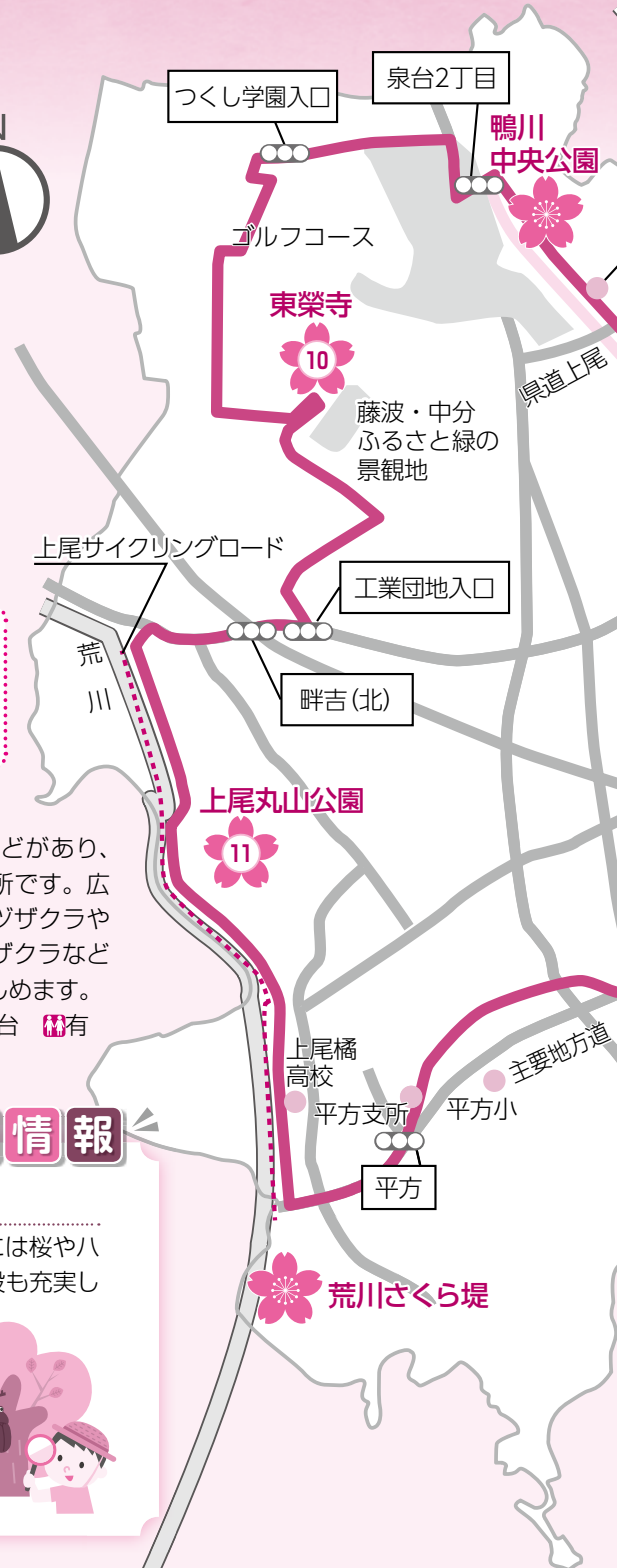 N
つくし学園入口
泉台2丁目
鴨川
中央公園
ゴルフコース
東榮寺
10
県道上尾
藤波・中分
ふるさと緑の
景観地
上尾サイクリングロード
工業団地入口
荒
川
畔吉(北)
上尾丸山公園
11
どがあり、
所です。広
ヅザクラや
ザクラなど
しめます。
台 有
上尾橘
高校
平方支所
平方小
主要地方道
平方
情報
には桜や八
設も充実し
荒川さくら堤